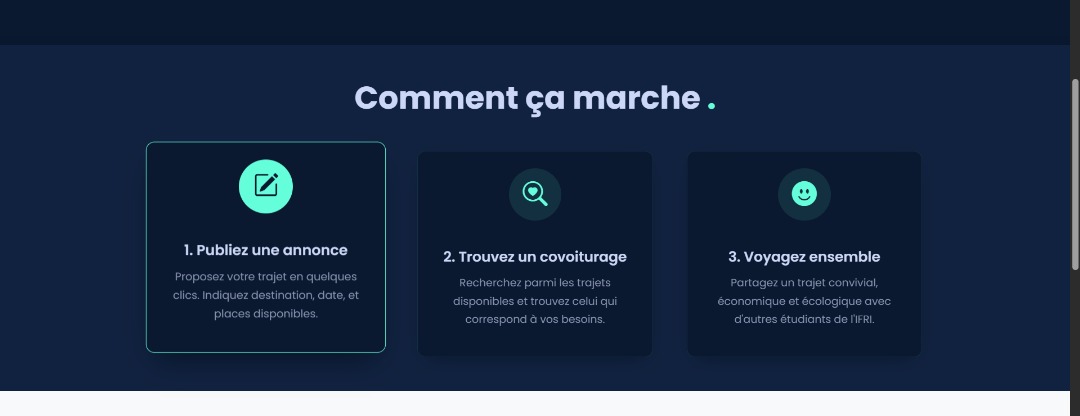 Comment ça marche .
1. Publiez une annonce
Proposez votre trajet en quelques
clics. Indiquez destination, date, et
places disponibles.
2. Trouvez un covoiturage
Recherchez parmi les trajets
disponibles et trouvez celui qui
correspond à vos besoins.
3. Voyagez ensemble
Partagez un trajet convivial,
économique et écologique avec
d'autres étudiants de l'IFRI.